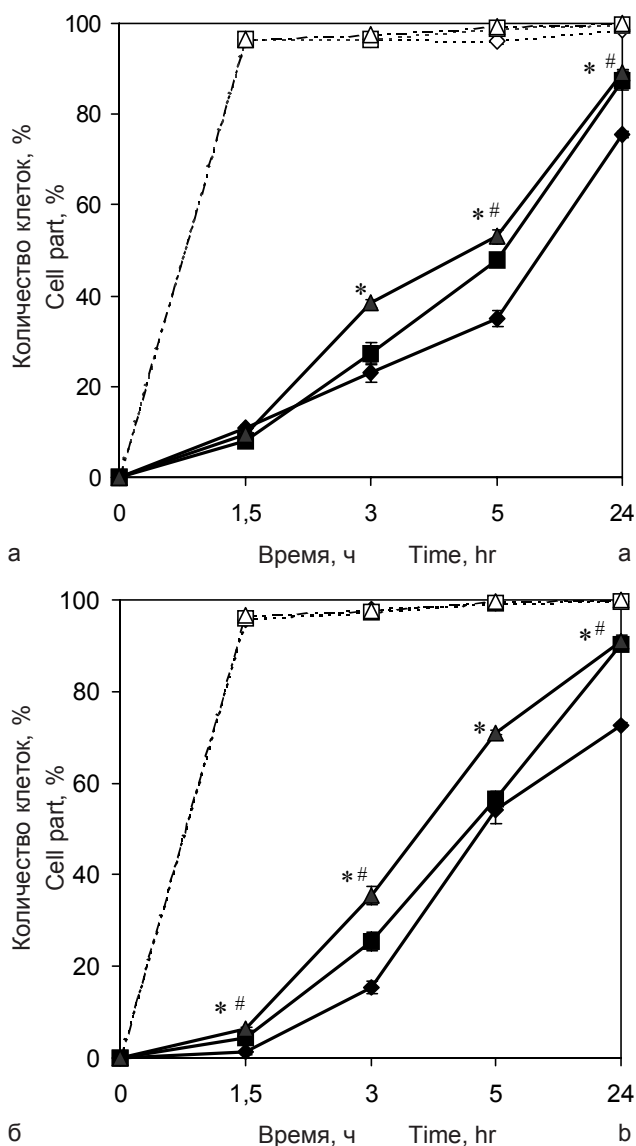 100
80
60
40
20
0
Количество клеток, %
Cell part, %
* #
* #
*
0 1,5 3 5 24
а Время, ч Time, hr a
100
80
60
40
20
0
Количество клеток, %
Cell part, %
* #
*
* #
* #
0 1,5 3 5 24
б Время, ч Time, hr b